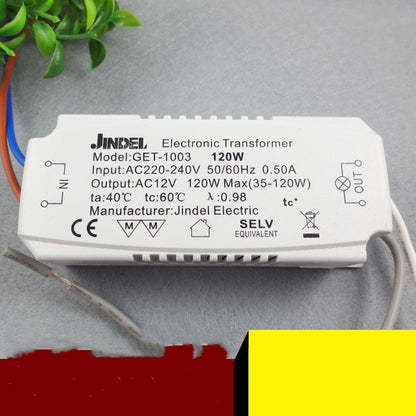 JINDEL Electronic Transformer
Model:GET-1003 120W
Input:AC220-240V 50/60Hz 0.50A
Output:AC12V 120W Max(35-120W)
ta:40℃ tc:60℃ λ:0.98 tc•
Manufacturer:Jindel Electric
IN
OUT
CE M M SELV
EQUIVALENT